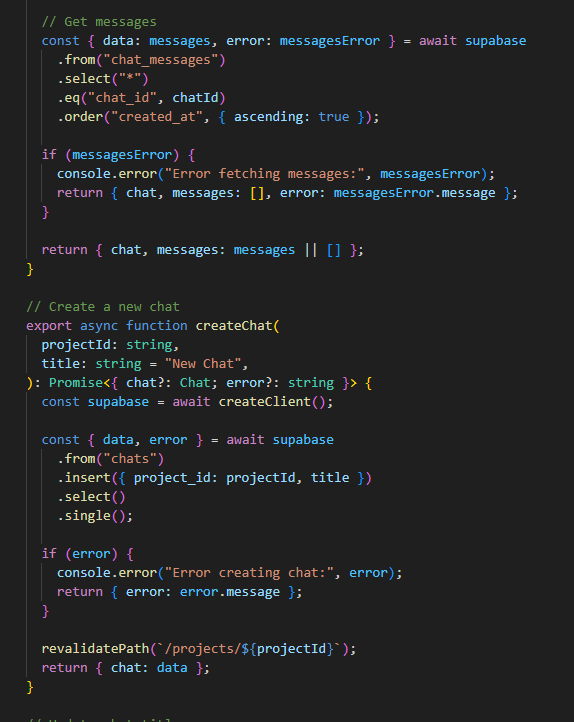 // Get messages
const { data: messages, error: messagesError } = await supabase
.from("chat_messages")
.select("*")
.eq("chat_id", chatId)
.order("created_at", { ascending: true });
if (messagesError) {
console.error("Error fetching messages:", messagesError);
return { chat, messages: [], error: messagesError.message };
}
return { chat, messages: messages || [] };
}
// Create a new chat
export async function createChat(
projectId: string,
title: string = "New Chat",
): Promise<{ chat?: Chat; error?: string }> {
const supabase = await createClient();
const { data, error } = await supabase
.from("chats")
.insert({ project_id: projectId, title })
.select()
.single();
if (error) {
console.error("Error creating chat:", error);
return { error: error.message };
}
revalidatePath(`/projects/${projectId}`);
return { chat: data };
}